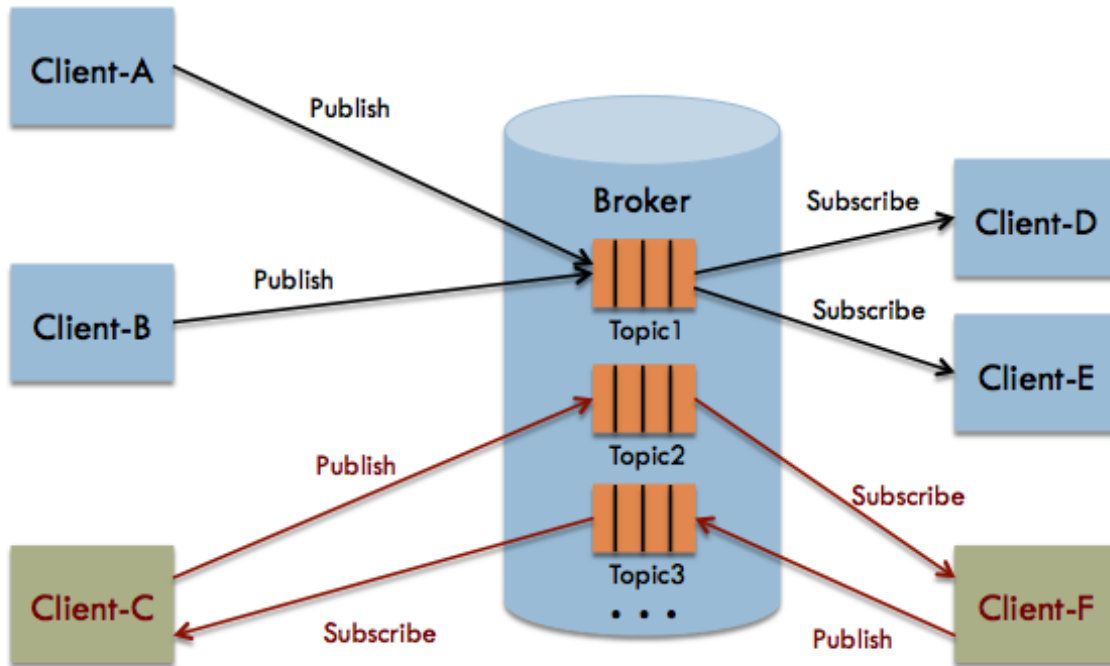 Client-A
Publish
Broker
Subscribe
Client-D
Client-B
Publish
Topic1
Subscribe
Client-E
Publish
Topic2
Subscribe
Client-C
Subscribe
Topic3
• • •
Publish
Client-F